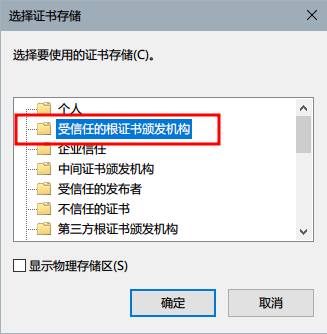 选择证书存储
选择要使用的证书存储(C)。
个人
受信任的根证书颁发机构
企业信任
中间证书颁发机构
受信任的发布者
不信任的证书
第三方根证书颁发机构
显示物理存储区(S)
确定
取消